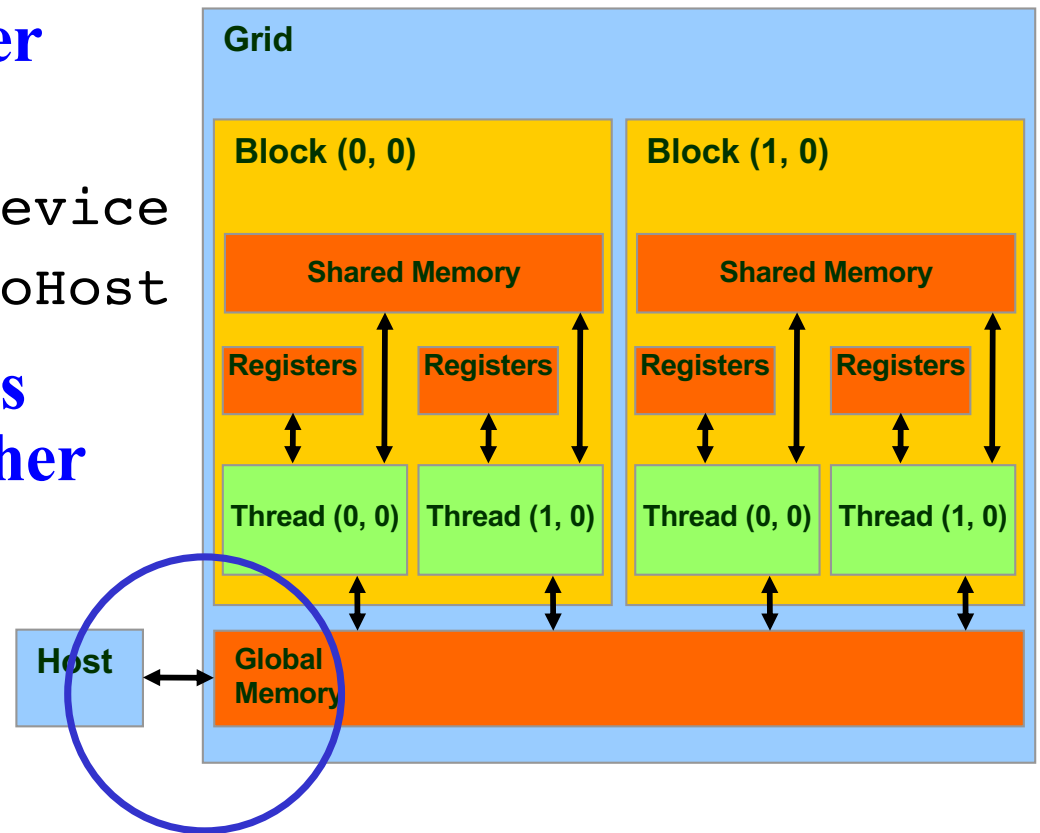 er
evice
oHost
s
her
Grid
Block (0, 0)
Block (1, 0)
Shared Memory
Shared Memory
Registers
Registers
Registers
Registers
Thread (0, 0)
Thread (1, 0)
Thread (0, 0)
Thread (1, 0)
Host
Global
Memory